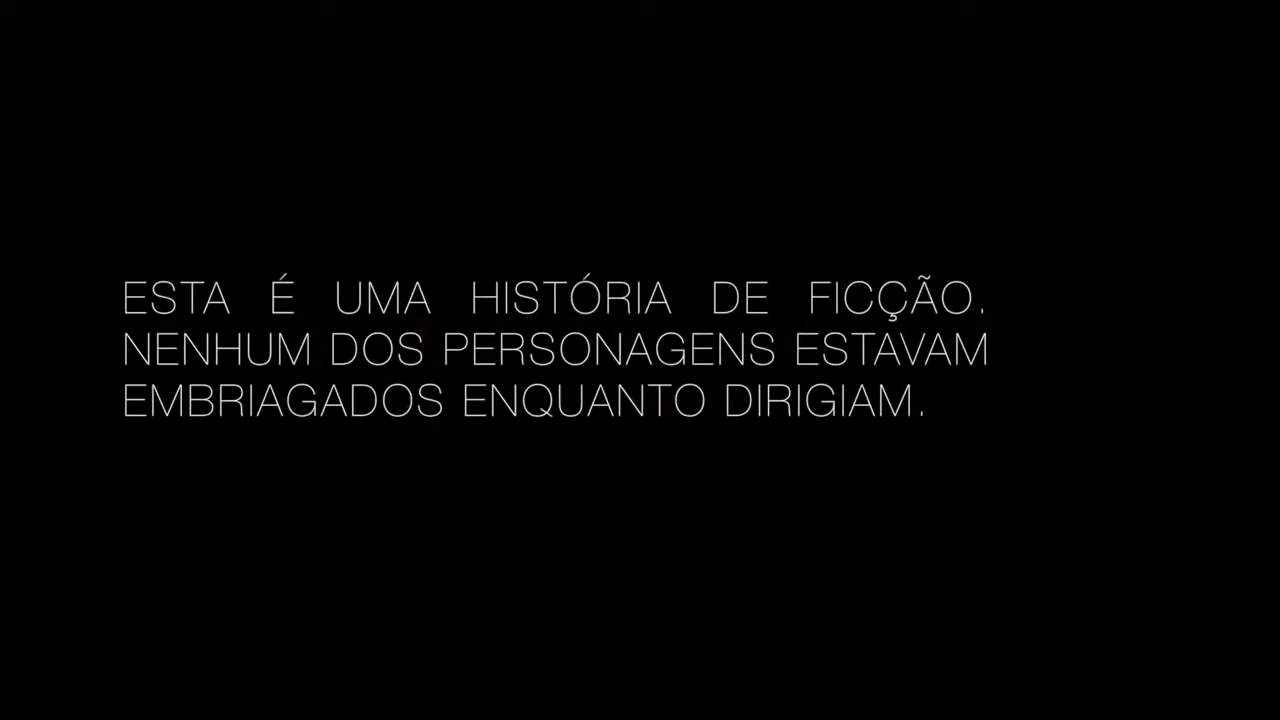 ESTA É UMA HISTÓRIA DE FICÇÃO.
NENHUM DOS PERSONAGENS ESTAVAM
EMBRIAGADOS ENQUANTO DIRIGIAM.